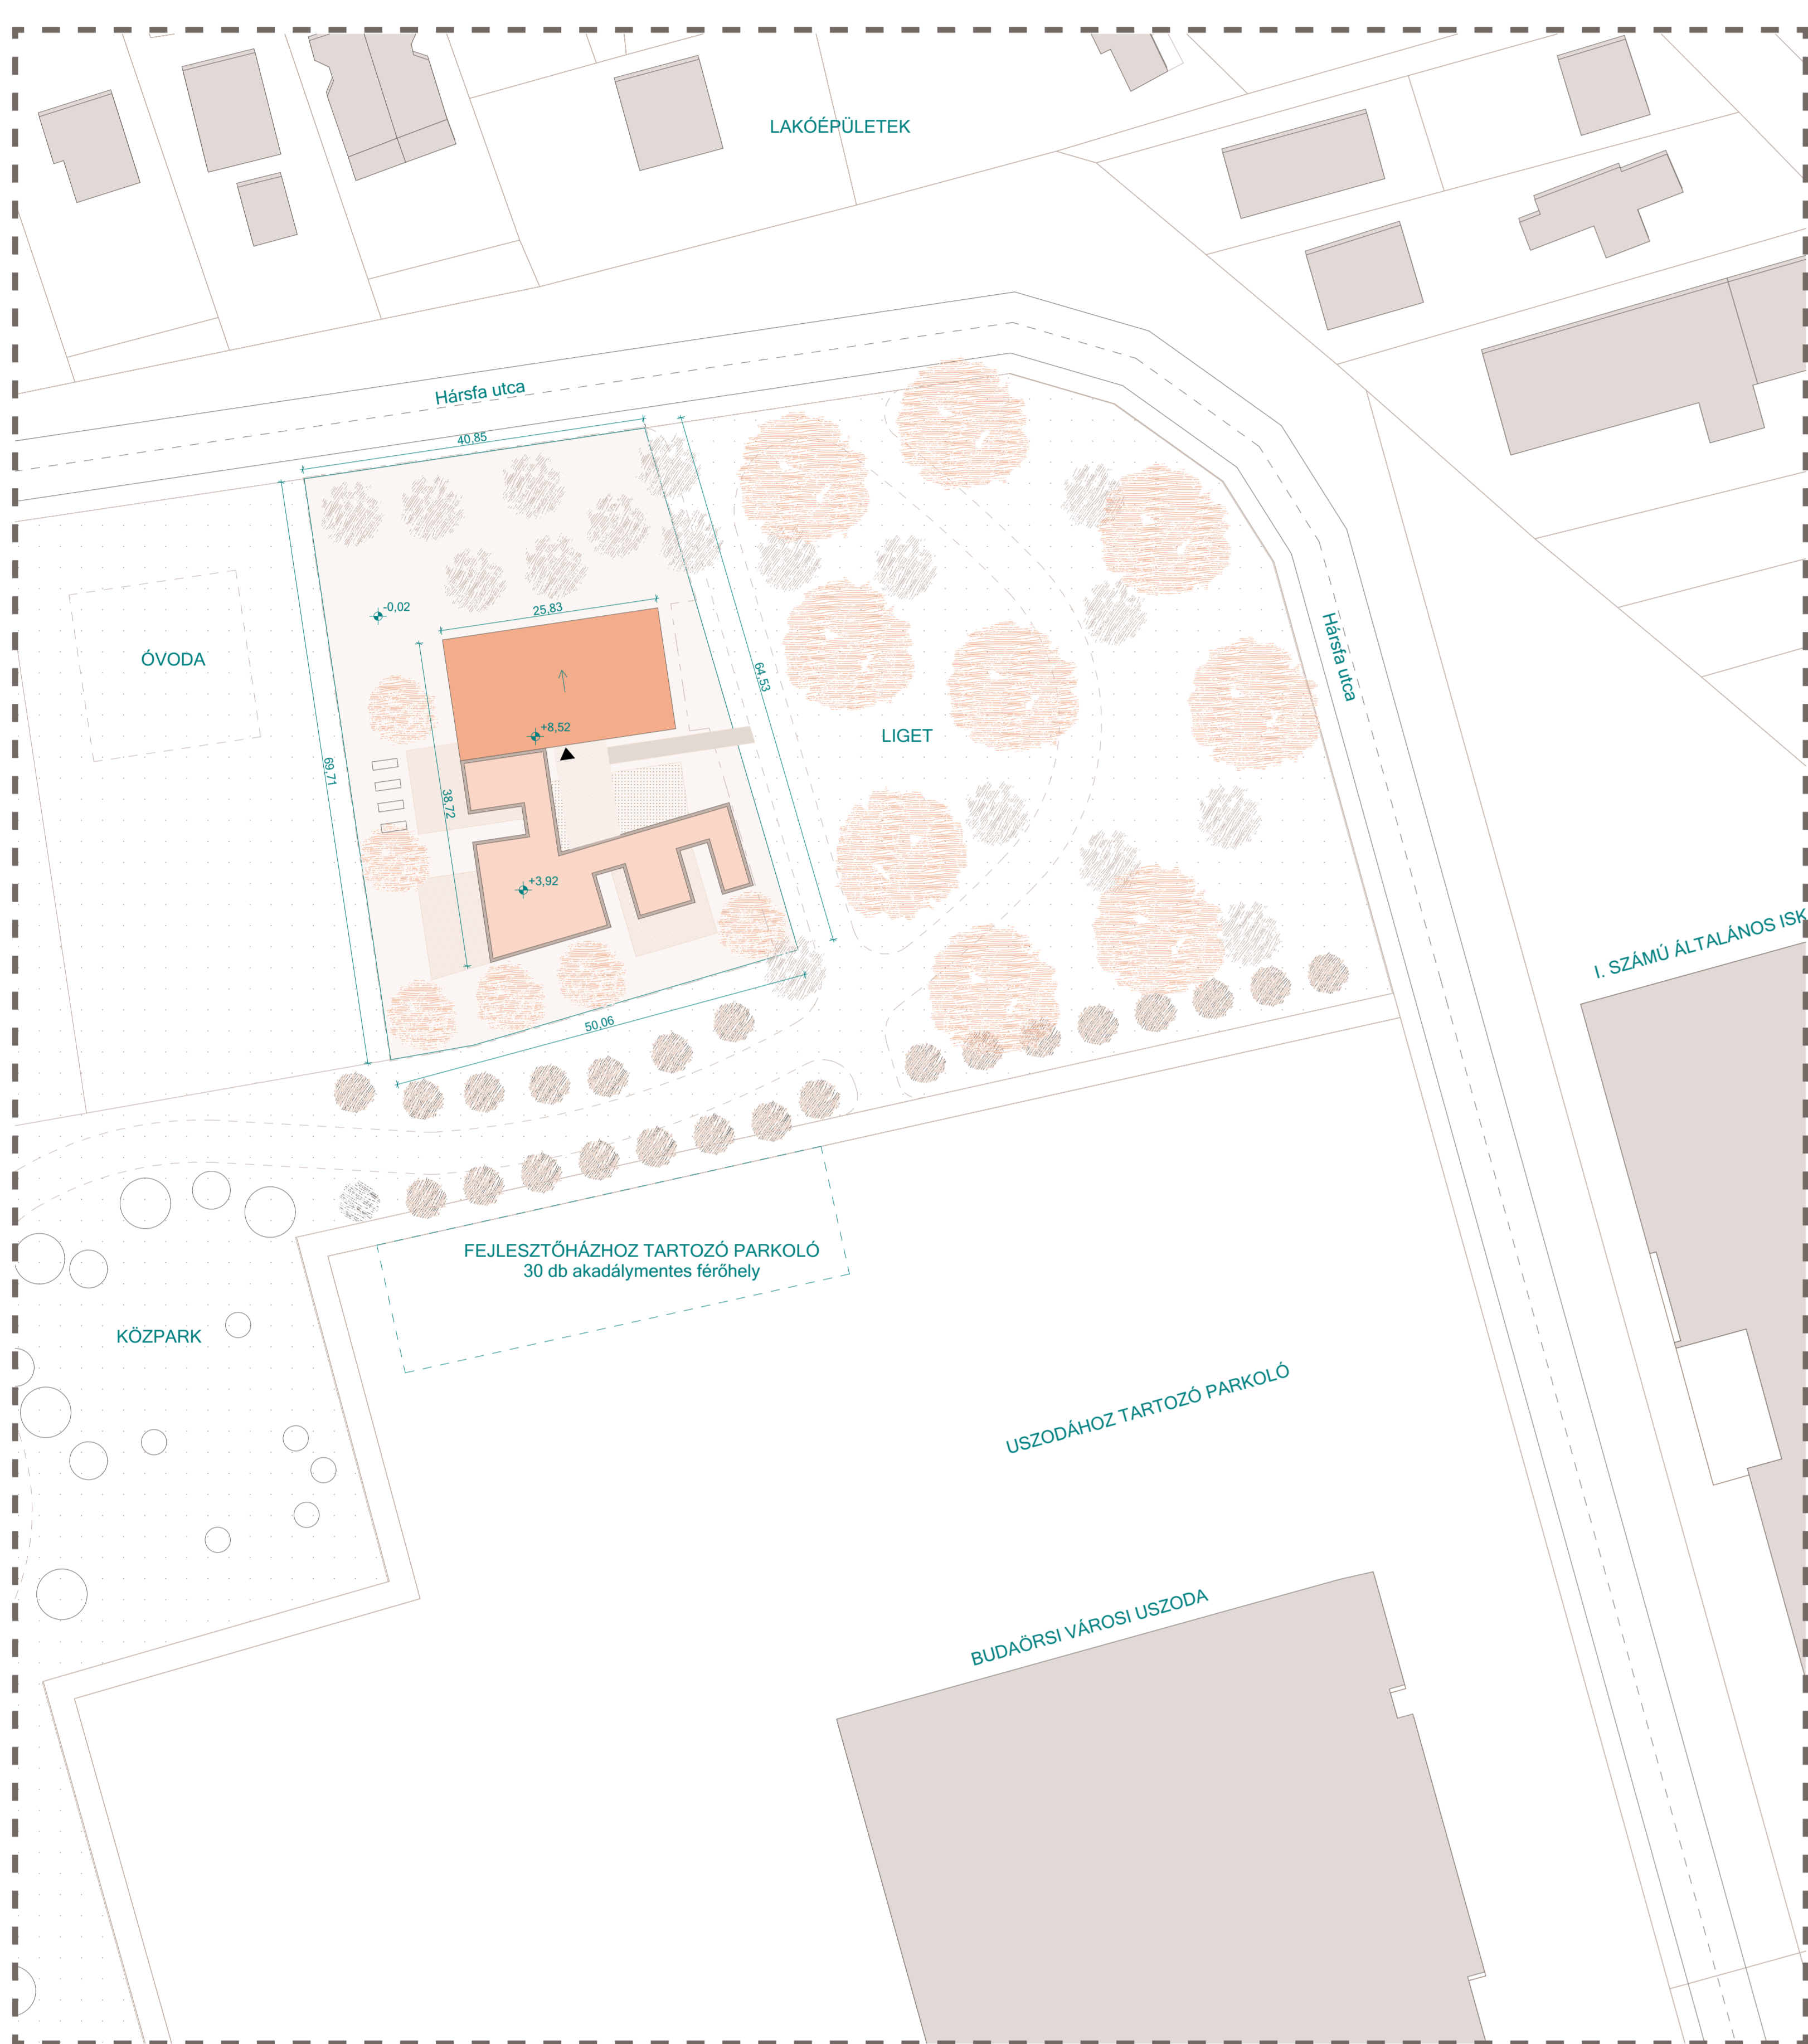 LAKÓÉPÜLETEK
Hársfa utca
40,85
-0,02
25,83
ÓVODA
Hársfa utca
64,53
+8,52
LIGET
69,71
38,72
+3,92
I. SZÁMÚ ÁLTALÁNOS ISK
50,06
FEJLESZTŐHÁZHOZ TARTOZÓ PARKOLÓ
30 db akadálymentes férőhely
KÖZPARK
USZODÁHOZ TARTOZÓ PARKOLÓ
BUDAÖRSI VÁROSI USZODA